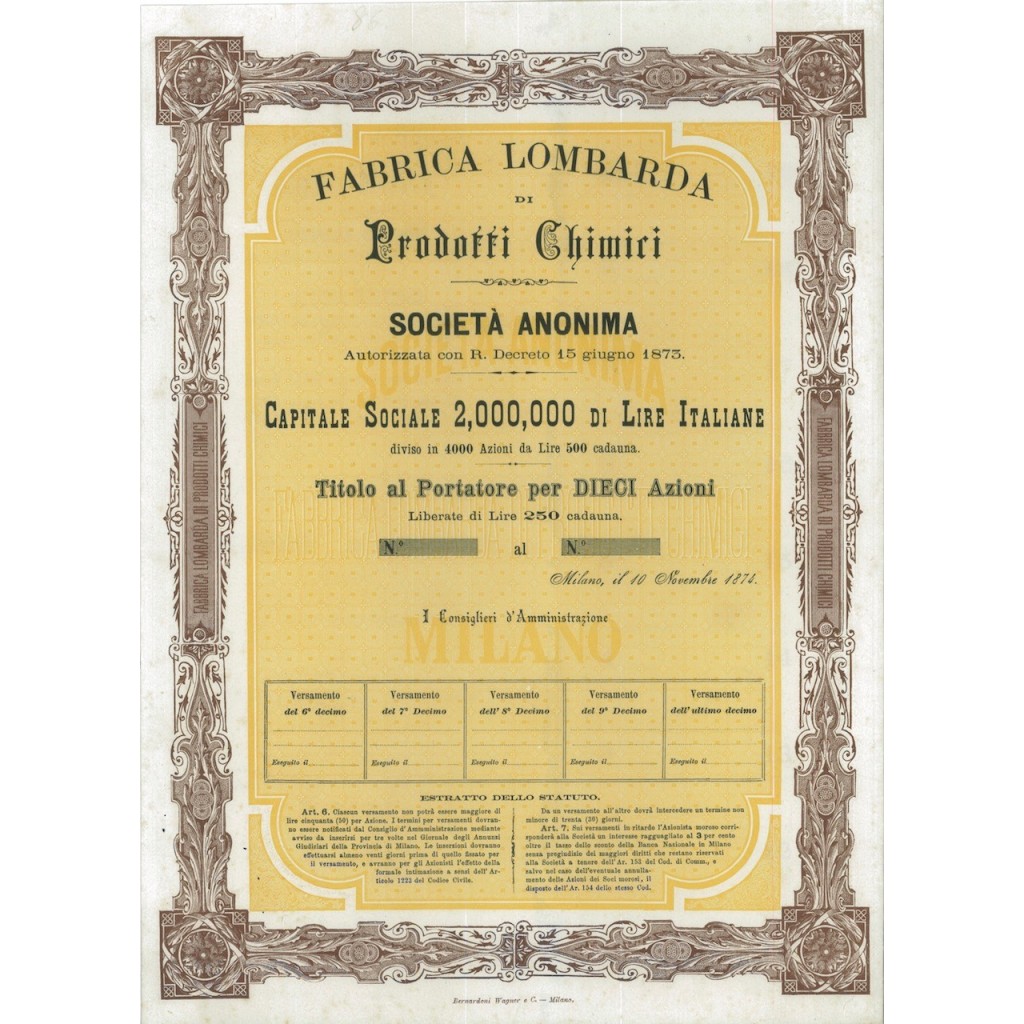 FABRICA LOMBARDA
DI
Prodotti Chimici
SOCIETÀ ANONIMA
Autorizzata con R. Decreto 15 giugno 1873.
SOCIETÀ ANONIMA
CAPITALE SOCIALE 2,000,000 DI LIRE ITALIANE
diviso in 4000 Azioni da Lire 500 cadauna.
Titolo al Portatore per DIECI Azioni
Liberate di Lire 250 cadauna.
FABBRICA LOMBARDA DI PRODOTTI CHIMICI
N.° al N.°
Milano, il 10 Novembre 1874.
I Consiglieri d'Amministrazione
MILANO
Versamento del 6° decimo
Eseguito il
Versamento del 7° Decimo
Eseguito il
Versamento dell' 8° Decimo
Eseguito il
Versamento del 9° Decimo
Eseguito il
Versamento dell' ultimo decimo
Eseguito il
ESTRATTO DELLO STATUTO.
Art. 6. Ciascun versamento non potrà essere maggiore di
lire cinquanta (50) per Azione. I termini per versamenti dovran-
no essere notificati dal Consiglio d'Ammministrazione mediante
avviso da inserirsi per tre volte nel Giornale degli Annuzzi
Giudiciari della Provincia di Milano. Le inserzioni dovranno
effettuarsi almeno venti giorni prima di quello fissato per
il versamento, e avranno per gli Azionisti l'effetto della
formale intimazione a sensi dell'Ar-
ticolo 1223 del Codice Civile.
Da un versamento all'altro dovrà intercedere un termine non
minore di trenta (28) giorni.
Art. 7. Sui versamenti in ritardo l'Azionista moroso corri-
sponderà alla Società un interesse ragguagliato al 3 per cento
oltre il tasso dello sconto della Banca Nazionale in Milano
senza pregiudizio dei maggiori diritti che restano riservati
alla Società a tenore dell'Ar. 153 del Cod. di Comm., e
salvo nel caso dell'eventuale annulla-
mento delle Azioni dei Soci morosi, il
disposto dell'Ar. 154 dello stesso Cod.
FABBRICA LOMBARDA DI PRODOTTI CHIMICI
FABBRICA LOMBARDA DI PRODOTTI CHIMICI
Bernardoni Wagner e C. — Milano.